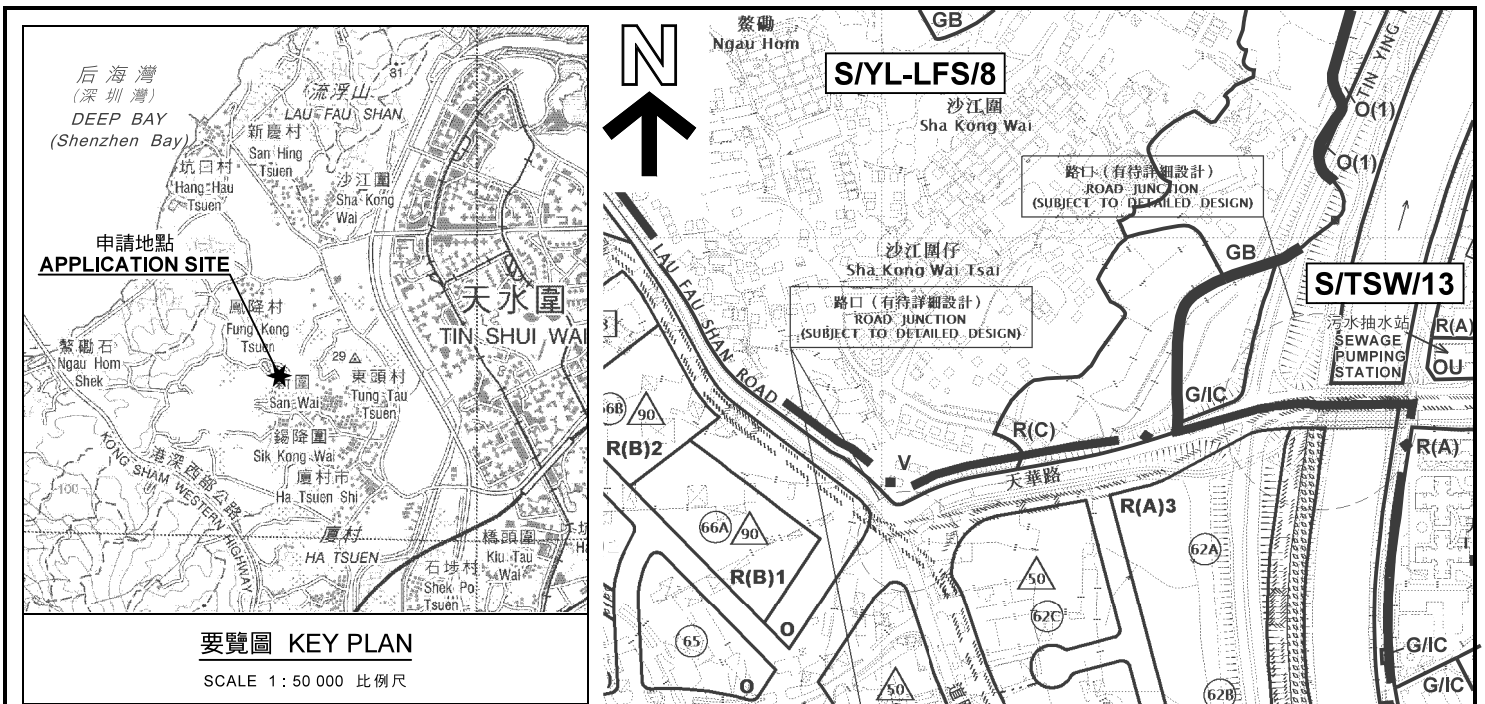 后海灣
(深圳灣)
DEEP BAY
(Shenzhen Bay)
流浮山
LAU FAU SHAN
81
新慶村
San Hing
Tsuen
坑口村
Hang Hau
Tsuen
沙江圍
Sha Kong
Wai
申請地點
APPLICATION SITE
鳳降村
Fung Kong
Tsuen
天水圍
TIN SHUI WAI
鰲磡石
Ngau Hom
Shek
29
東頭村
Tung Tau
Tsuen
新圍
San Wai
錫降圍
Sik Kong Wai
港深西部公路
KONG SHAM WESTERN HIGHWAY
100
廈村市
Ha Tsuen Shi
廈村
HA TSUEN
橋頭圍
Kiu Tau
Wai
石埗村
Shek Po
Tsuen
要覽圖 KEY PLAN
SCALE 1 : 50 000 比例尺
N
鰲磡
Ngau Hom
GB
S/YL-LFS/8
沙江圍
Sha Kong Wai
TIN YING
O(1)
O(1)
路口 (有待詳細設計)
ROAD JUNCTION
(SUBJECT TO DETAILED DESIGN)
GB
S/TSW/13
沙江圍仔
Sha Kong Wai Tsai
路口 (有待詳細設計)
ROAD JUNCTION
(SUBJECT TO DETAILED DESIGN)
LAU FAU SHAN ROAD
污水抽水站
SEWAGE
PUMPING
STATION
R(A)
OU
G/IC
66B
90
R(B)2
R(C)
V
天華路
R(A)
R(A)3
66A
90
R(B)1
62A
50
62C
65
O
O
50
62B
G/IC
G/IC